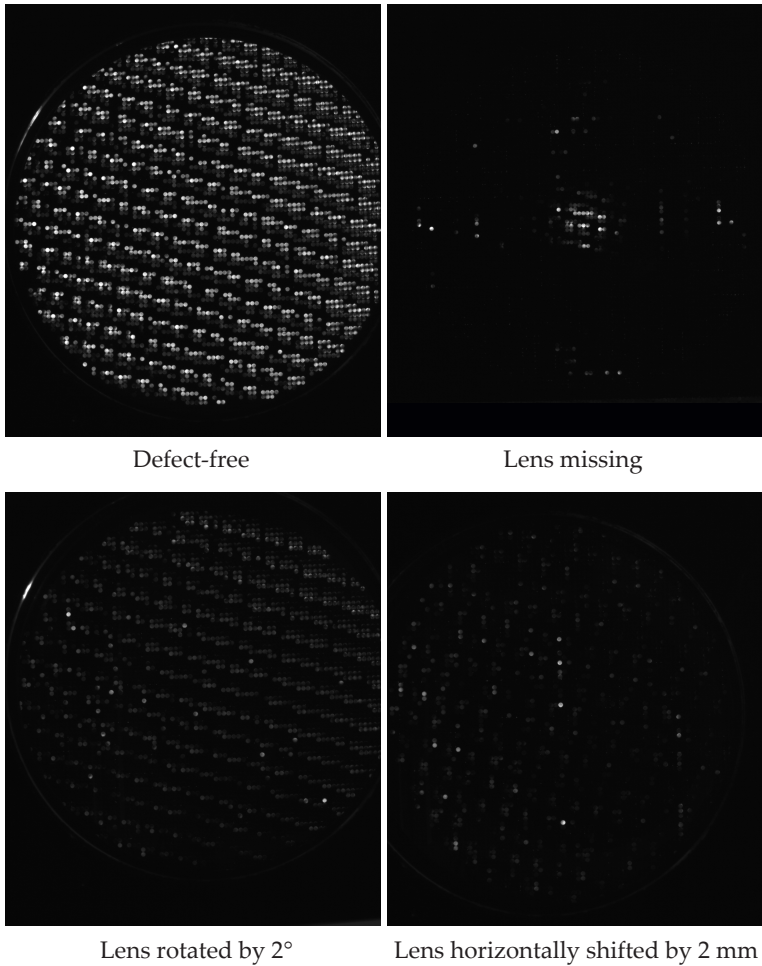 Defect-free
Lens missing
Lens rotated by 2°
Lens horizontally shifted by 2 mm